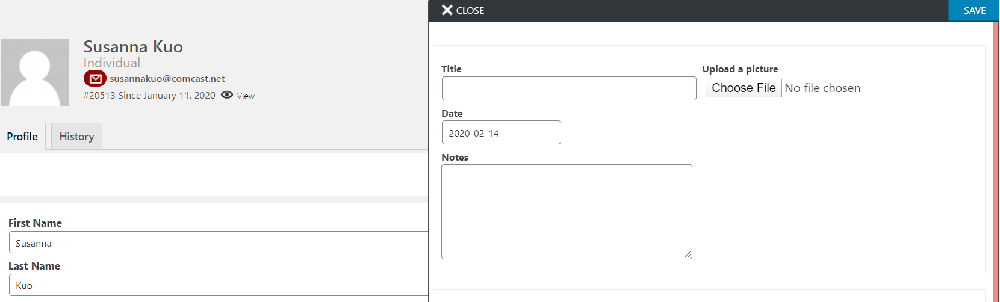 Susanna Kuo
Individual
susannakuo@comcast.net
#20513 Since January 11, 2020 View
Profile History
First Name
Susanna
Last Name
Kuo
CLOSE SAVE
Title
Upload a picture
Choose File No file chosen
Date
2020-02-14
Notes